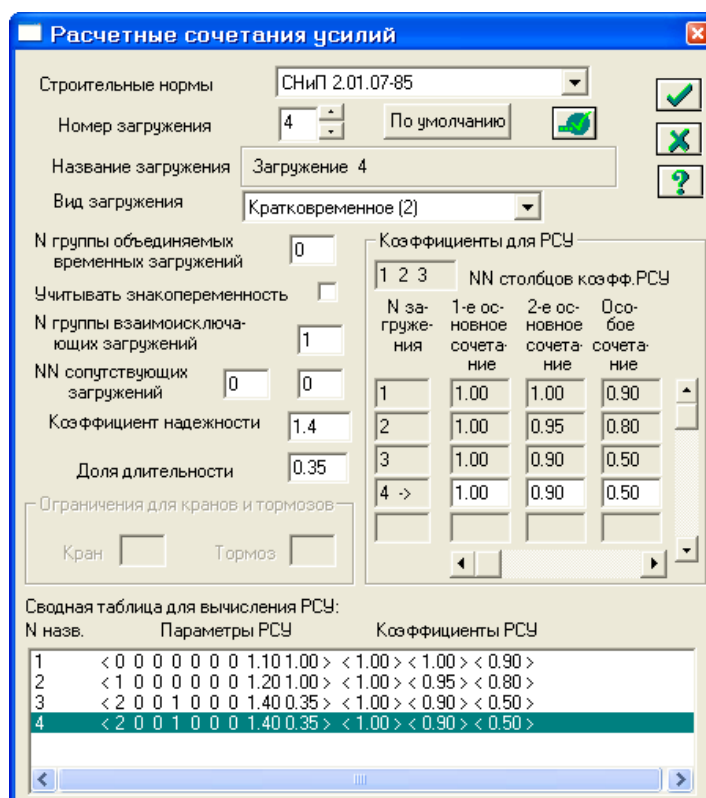 Расчетные сочетания усилий
Строительные нормы СНиП 2.01.07-85
Номер загружения 4 По умолчанию
Название загружения Загружение 4
Вид загружения Кратковременное (2)
N группы объединяемых
временных загружений 0
Учитывать знакопеременность
N группы взаимоисключа-
ющих загружений 1
NN сопутствующих
загружений 0 0
Коэффициент надежности 1.4
Доля длительности 0.35
Ограничения для кранов и тормозов
Кран Тормоз
Коэффициенты для РСУ
1 2 3 NN столбцов коэфф.РСУ
N за- 1-е ос- 2-е ос- Осо-
груже- новное новное бое
ния сочета- сочета- сочета-
ние ние ние
1 1.00 1.00 0.90
2 1.00 0.95 0.80
3 1.00 0.90 0.50
4 -> 1.00 0.90 0.50
Сводная таблица для вычисления РСУ:
N назв. Параметры РСУ Коэффициенты РСУ
1 < 0 0 0 0 0 0 0 1.10 1.00 > < 1.00 > < 1.00 > < 0.90 >
2 < 1 0 0 0 0 0 0 1.20 1.00 > < 1.00 > < 0.95 > < 0.80 >
3 < 2 0 0 1 0 0 0 1.40 0.35 > < 1.00 > < 0.90 > < 0.50 >
4 < 2 0 0 1 0 0 0 1.40 0.35 > < 1.00 > < 0.90 > < 0.50 >